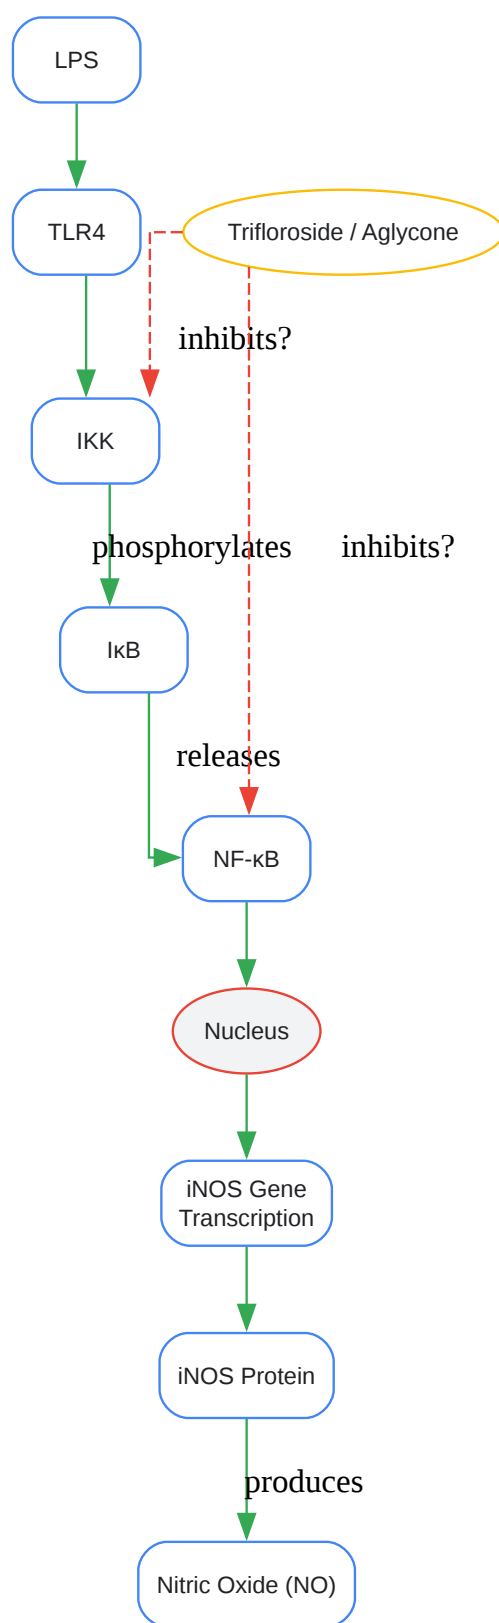 LPS
TLR4
Trifloroside / Aglycone
inhibits?
IKK
phosphorylates
inhibits?
IκB
releases
NF-κB
Nucleus
iNOS Gene
Transcription
iNOS Protein
produces
Nitric Oxide (NO)